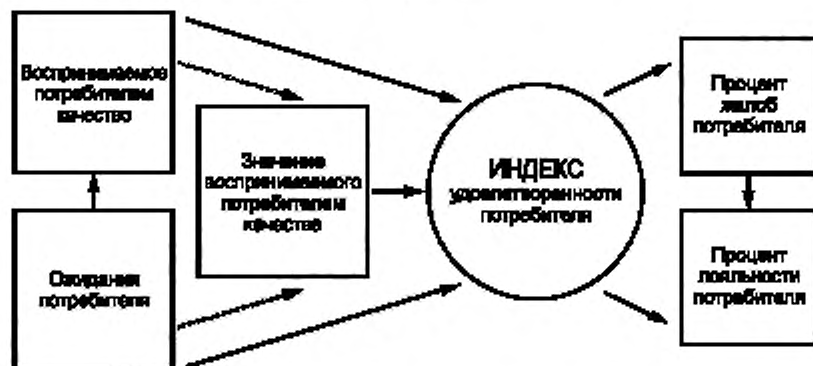 Воспринимаемое
потребителем
качество
Ожидания
потребителя
Значение
воспринимаемого
потребителем
качества
ИНДЕКС
удовлетворенности
потребителя
Процент
жалоб
потребителя
Процент
лояльности
потребителя